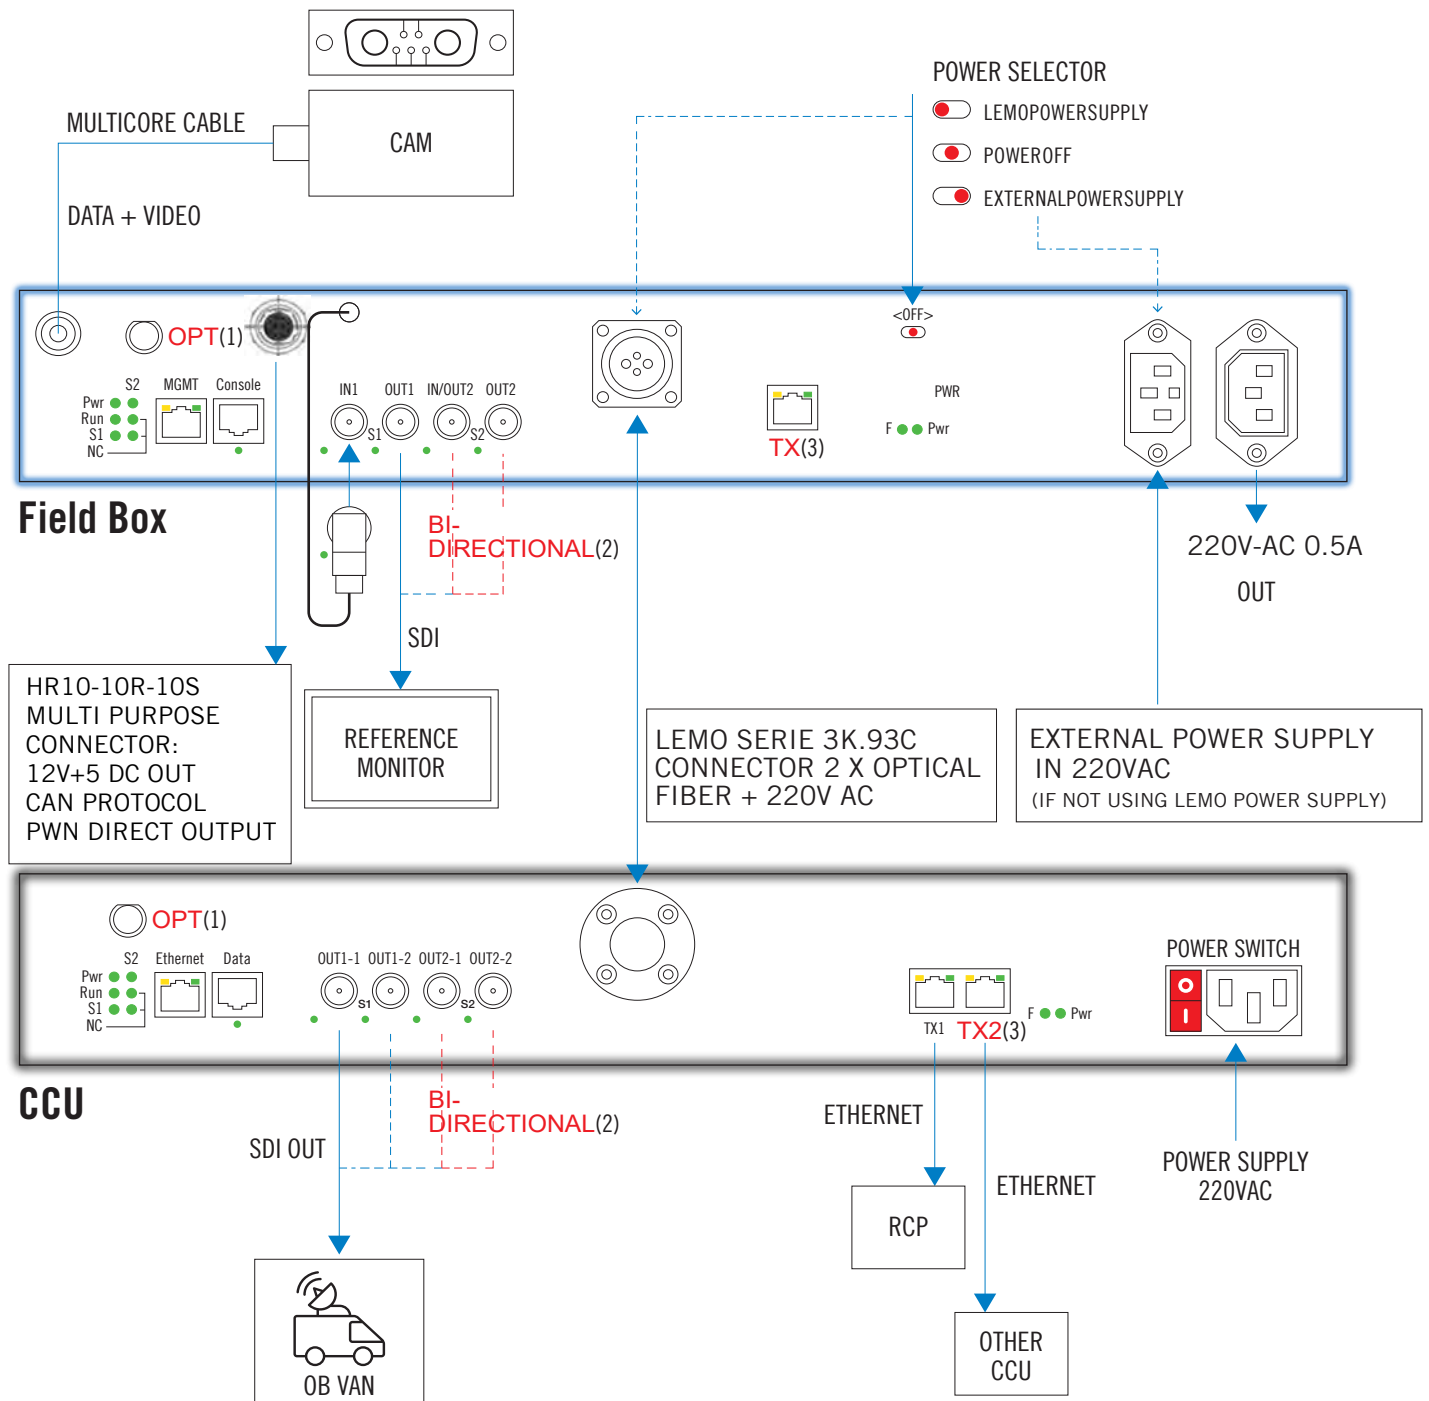 POWER SELECTOR
LEMOPOWERSUPPLY
POWEROFF
EXTERNALPOWERSUPPLY
MULTICORE CABLE
CAM
DATA + VIDEO
OPT(1)
<OFF>
S2 MGMT Console
Pwr
Run
S1
NC
IN1 OUT1 IN/OUT2 OUT2
S1 S2
TX(3)
PWR
F Pwr
Field Box
BI-
DIRECTIONAL(2)
220V-AC 0.5A
OUT
SDI
HR10-10R-10S
MULTI PURPOSE
CONNECTOR:
12V+5 DC OUT
CAN PROTOCOL
PWN DIRECT OUTPUT
REFERENCE
MONITOR
LEMO SERIE 3K.93C
CONNECTOR 2 X OPTICAL
FIBER + 220V AC
EXTERNAL POWER SUPPLY
IN 220VAC
(IF NOT USING LEMO POWER SUPPLY)
OPT(1)
S2 Ethernet Data
Pwr
Run
S1
NC
OUT1-1 OUT1-2 OUT2-1 OUT2-2
S1 S2
TX1 TX2(3)
F Pwr
POWER SWITCH
CCU
BI-
DIRECTIONAL(2)
SDI OUT
ETHERNET
ETHERNET
POWER SUPPLY
220VAC
RCP
OTHER
CCU
OB VAN